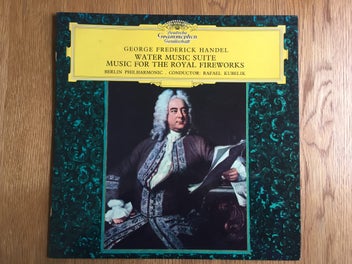 Deutsche
Grammophon
Gesellschaft
GEORGE FREDERICK HANDEL
WATER MUSIC SUITE
MUSIC FOR THE ROYAL FIREWORKS
BERLIN PHILHARMONIC . CONDUCTOR RAFAEL KUBELIK